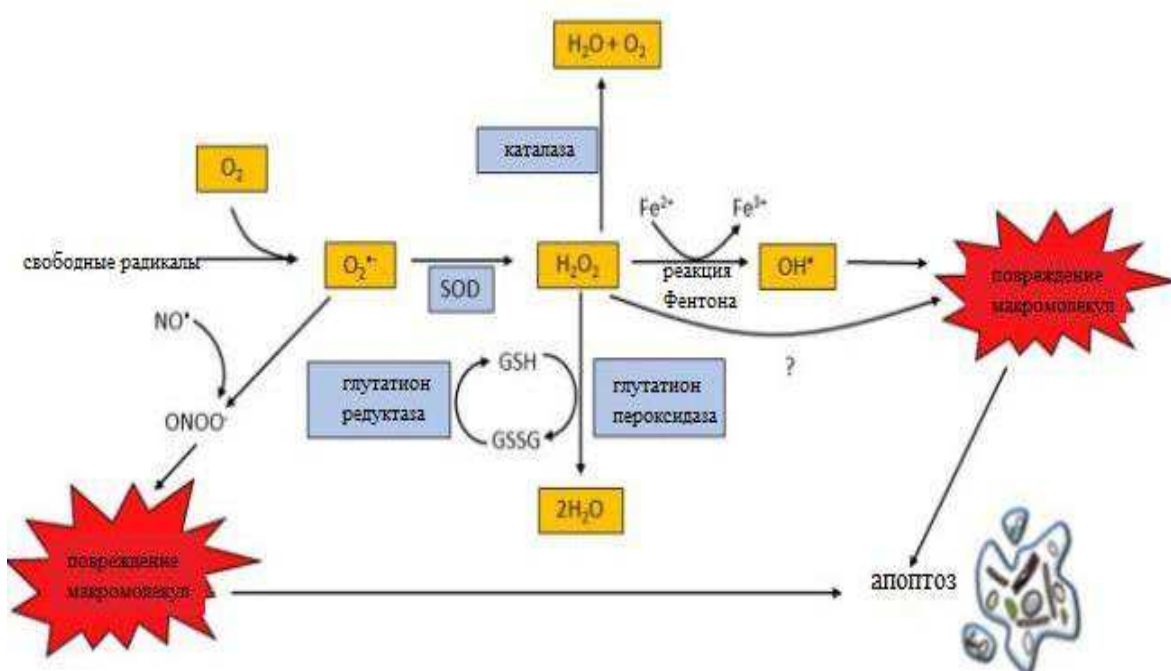 H₂O + O₂
каталаза
O₂
Fe²⁺
Fe³⁺
свободные радикалы
O₂•-
SOD
H₂O₂
реакция
Фентона
OH•
повреждение
макромолекул
NO•
?
глутатион
редуктаза
GSH
GSSG
глутатион
пероксидаза
ONOO-
2H₂O
повреждение
макромолекул
апоптоз